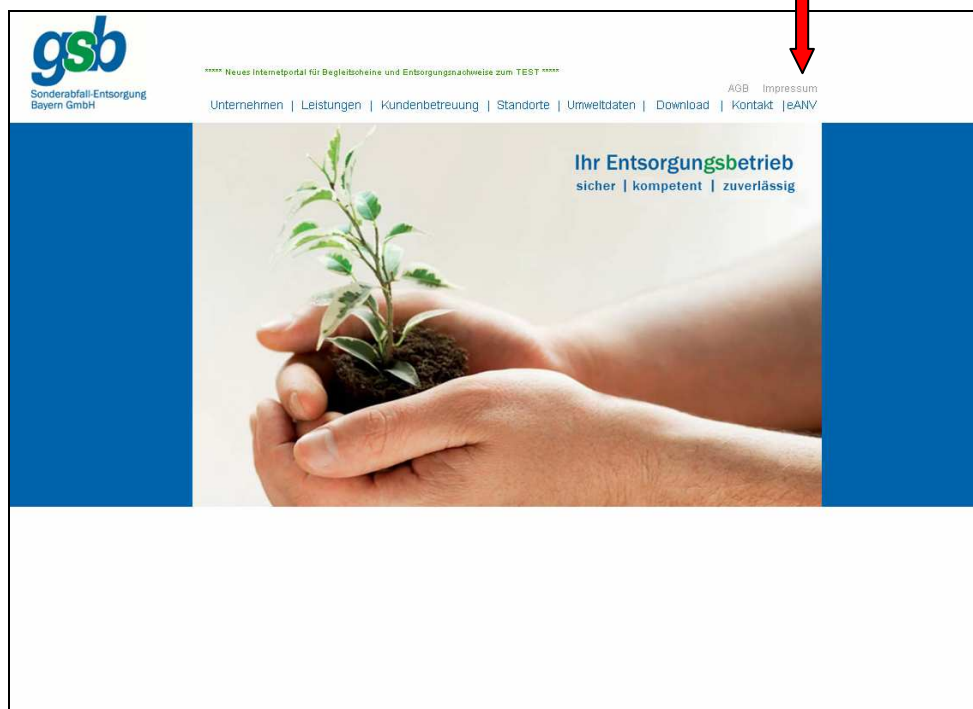 gsb
Sonderabfall-Entsorgung
Bayern GmbH
***** Neues Internetportal für Begleitscheine und Entsorgungsnachweise zum TEST *****
AGB Impressum
Unternehmen | Leistungen | Kundenbetreuung | Standorte | Umweltdaten | Download | Kontakt |eANV
Ihr Entsorgungsbetrieb
sicher | kompetent | zuverlässig